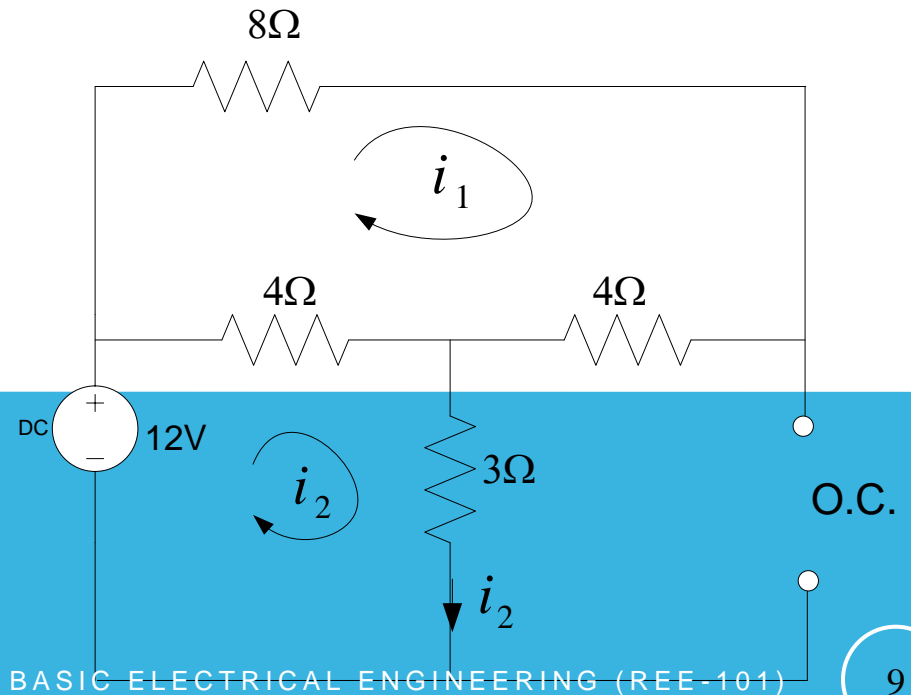 8Ω
i1
4Ω 4Ω
+
DC 12V
–
i2
3Ω
O.C.
i2
BASIC ELECTRICAL ENGINEERING (REE-101) 9